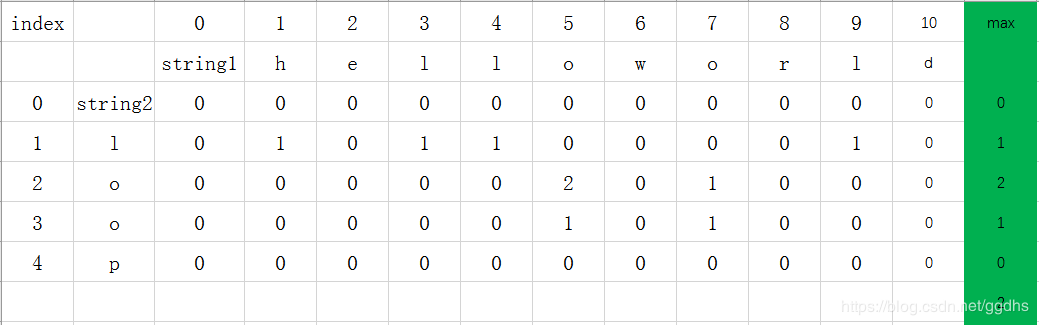 index 0 1 2 3 4 5 6 7 8 9 10 max
string1 h e l l o w o r l d
0 string2 0 0 0 0 0 0 0 0 0 0 0 0
1 l 0 1 0 1 1 0 0 0 0 1 0 1
2 o 0 0 0 0 0 2 0 1 0 0 0 2
3 o 0 0 0 0 0 1 0 1 0 0 0 1
4 p 0 0 0 0 0 0 0 0 0 0 0 0
2
https://blog.csdn.net/ggdhs